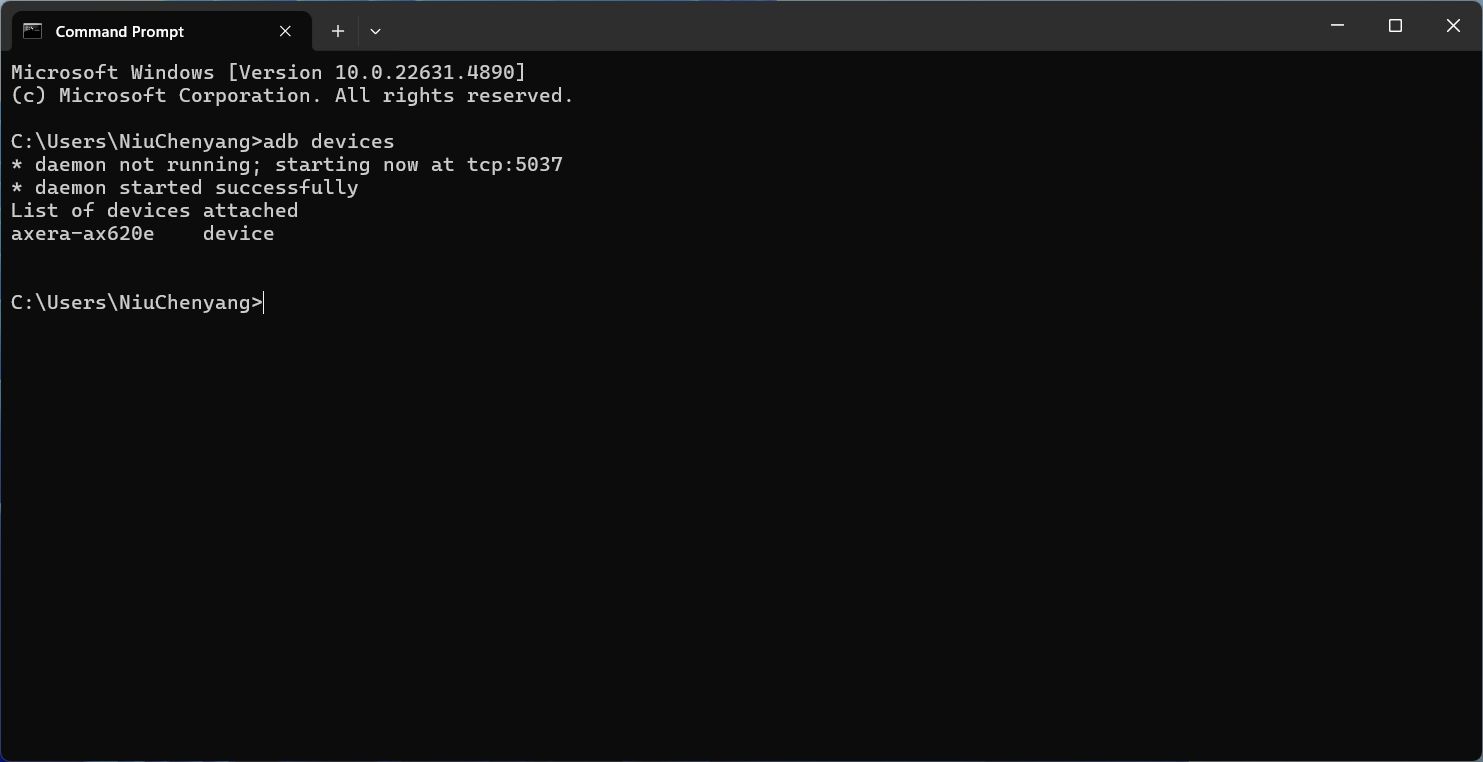 Command Prompt
Microsoft Windows [Version 10.0.22631.4890]
(c) Microsoft Corporation. All rights reserved.
C:\Users\NiuChenyang>adb devices
* daemon not running; starting now at tcp:5037
* daemon started successfully
List of devices attached
axera-ax620e    device
C:\Users\NiuChenyang>